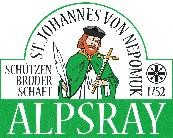 ST. JOHANNES VON NEPOMUK
SCHÜTZEN
BRUDER
SCHAFT
1752
ALPSRAY